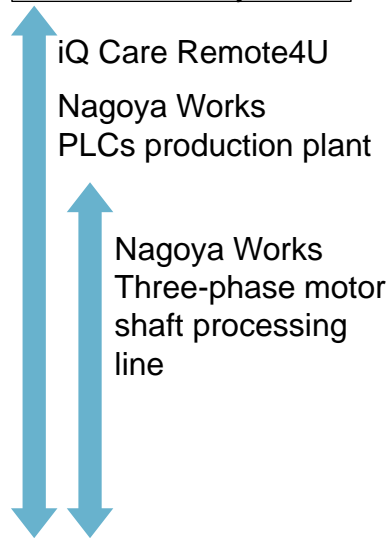 iQ Care Remote4U
Nagoya Works
PLCs production plant
Nagoya Works
Three-phase motor
shaft processing
line